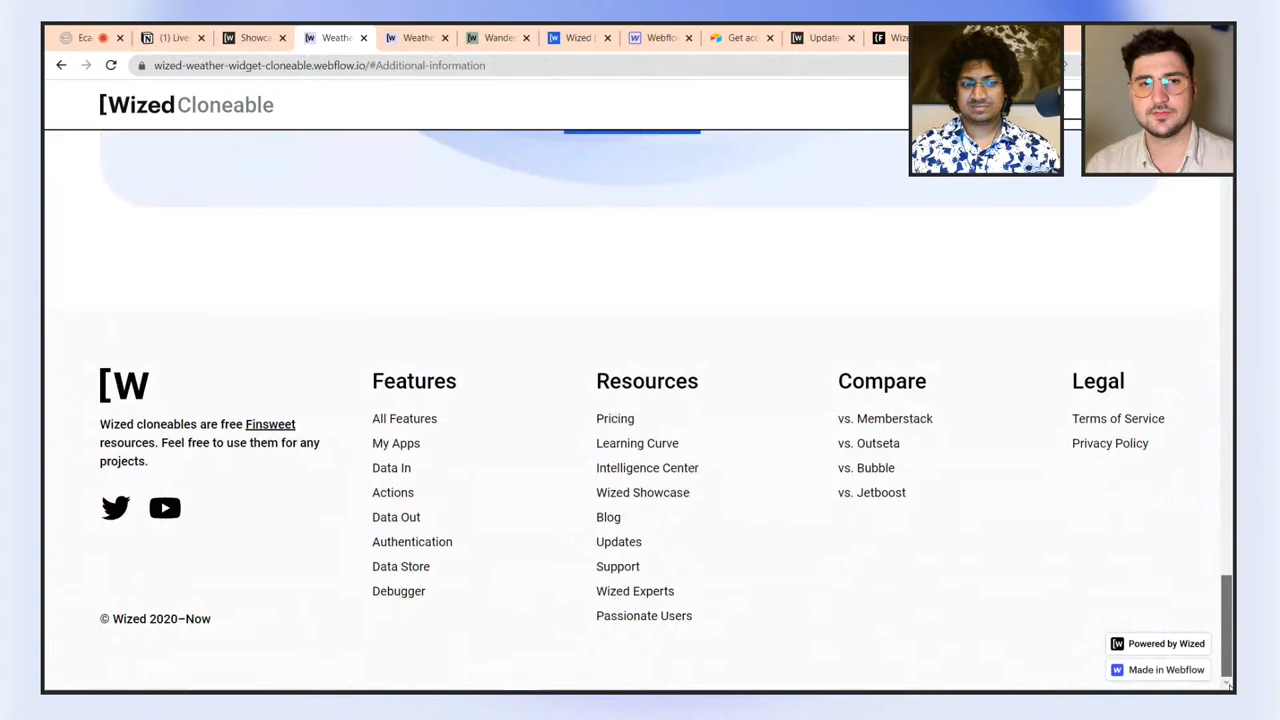 Eca
(1) Live
Showca
Weathe
Weathe
Wander
Wized |
Webflow
Get acc
Update
Wize
wized-weather-widget-cloneable.webflow.io/#Additional-information
[Wized Cloneable
[W
Wized cloneables are free Finsweet
resources. Feel free to use them for any
projects.
© Wized 2020–Now
Features
All Features
My Apps
Data In
Actions
Data Out
Authentication
Data Store
Debugger
Resources
Pricing
Learning Curve
Intelligence Center
Wized Showcase
Blog
Updates
Support
Wized Experts
Passionate Users
Compare
vs. Memberstack
vs. Outseta
vs. Bubble
vs. Jetboost
Legal
Terms of Service
Privacy Policy
Powered by Wized
Made in Webflow